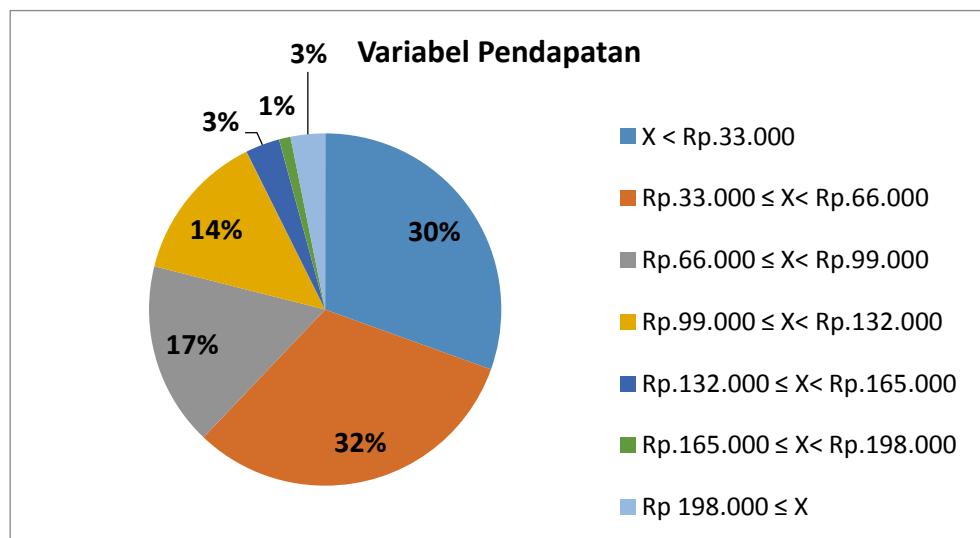 Variabel Pendapatan
3%
1%
3%
14%
30%
17%
32%
X < Rp.33.000
Rp.33.000 ≤ X< Rp.66.000
Rp.66.000 ≤ X< Rp.99.000
Rp.99.000 ≤ X< Rp.132.000
Rp.132.000 ≤ X< Rp.165.000
Rp.165.000 ≤ X< Rp.198.000
Rp 198.000 ≤ X